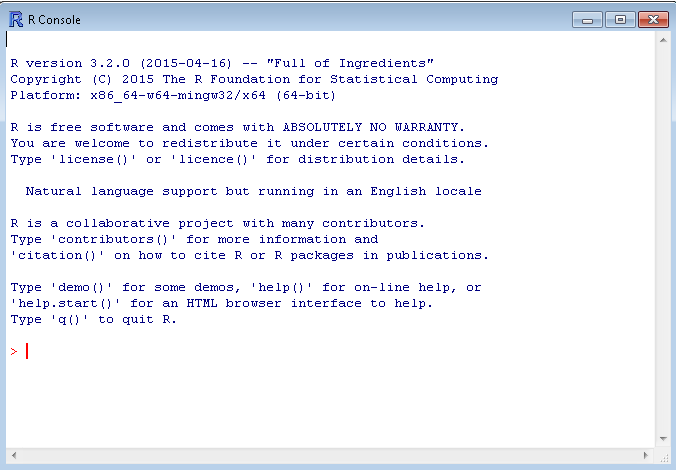 R Console
R version 3.2.0 (2015-04-16) -- "Full of Ingredients"
Copyright (C) 2015 The R Foundation for Statistical Computing
Platform: x86_64-w64-mingw32/x64 (64-bit)
R is free software and comes with ABSOLUTELY NO WARRANTY.
You are welcome to redistribute it under certain conditions.
Type 'license()' or 'licence()' for distribution details.
Natural language support but running in an English locale
R is a collaborative project with many contributors.
Type 'contributors()' for more information and
'citation()' on how to cite R or R packages in publications.
Type 'demo()' for some demos, 'help()' for on-line help, or
'help.start()' for an HTML browser interface to help.
Type 'q()' to quit R.
>